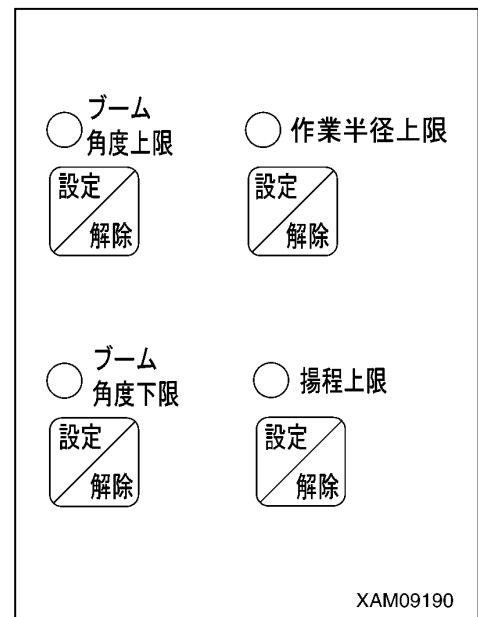 ブーム
角度上限
作業半径上限
設定
解除
設定
解除
ブーム
角度下限
揚程上限
設定
解除
設定
解除
XAM09190